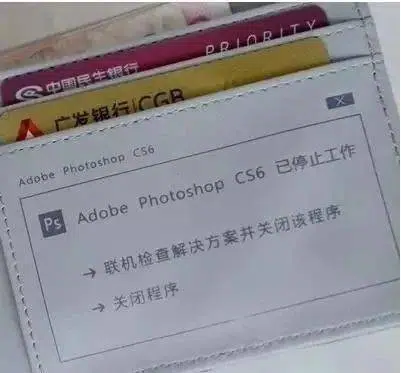 PRIORITY
中国民生银行
广发银行|CGB
Adobe Photoshop CS6
X
Ps Adobe Photoshop CS6 已停止工作
→ 联机检查解决方案并关闭该程序
→ 关闭程序